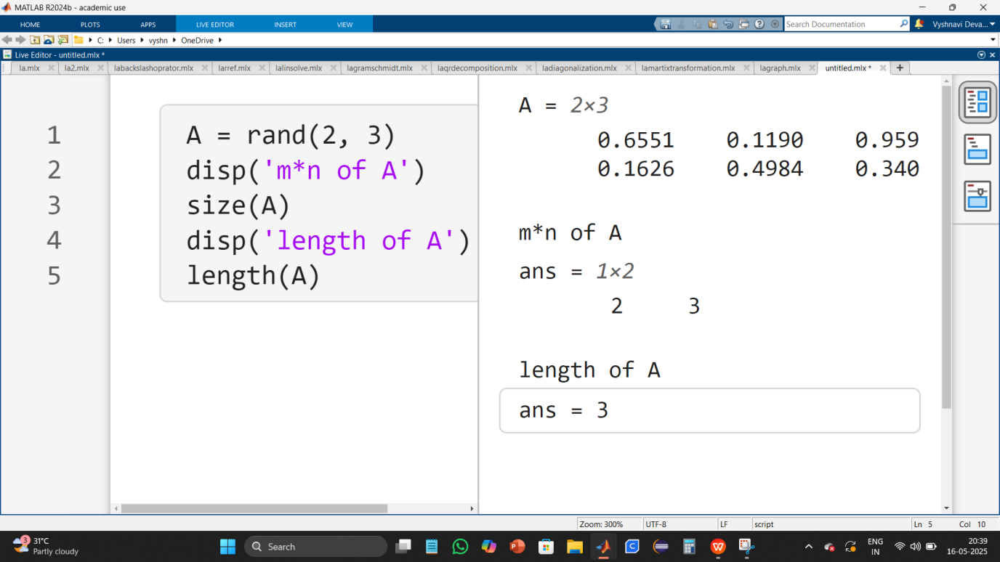 MATLAB R2024b - academic use
HOME PLOTS APPS LIVE EDITOR INSERT VIEW
Search Documentation
Vyshnavi Deva...
C: Users vyshn OneDrive
Live Editor - untitled.mlx *
la.mlx la2.mlx labackslashoprator.mlx larref.mlx lalinsolve.mlx lagramschmidt.mlx laqrdecomposition.mlx ladiagonalization.mlx lamartixtransformation.mlx lagraph.mlx untitled.mlx * +
1 A = rand(2, 3)
2 disp('m*n of A')
3 size(A)
4 disp('length of A')
5 length(A)
A = 2×3
0.6551 0.1190 0.959
0.1626 0.4984 0.340
m*n of A
ans = 1×2
2 3
length of A
ans = 3
Zoom: 300% UTF-8 LF script Ln 5 Col 10
3
31°C
Partly cloudy
Search
ENG
IN
20:39
16-05-2025